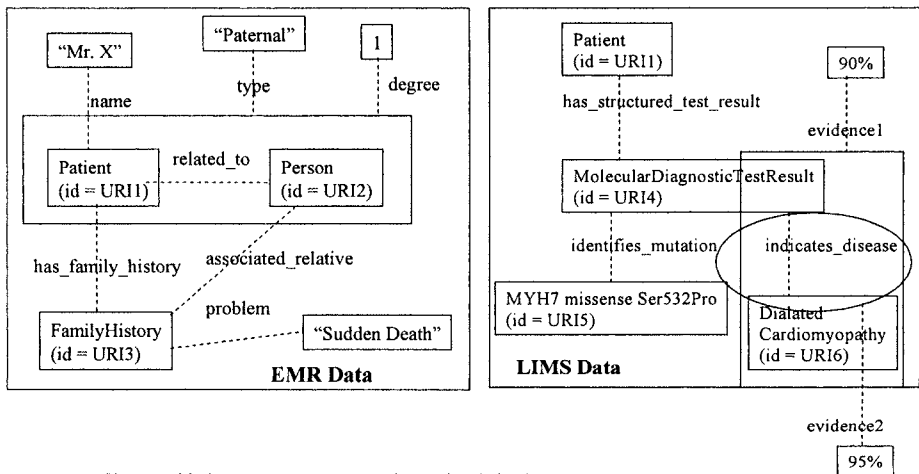 "Mr. X"
"Paternal"
1
name
type
degree
Patient
(id = URI1)
related_to
Person
(id = URI2)
has_family_history
associated_relative
problem
FamilyHistory
(id = URI3)
"Sudden Death"
EMR Data
Patient
(id = URI1)
90%
has_structured_test_result
evidence1
MolecularDiagnosticTestResult
(id = URI4)
identifies_mutation
indicates_disease
MYH7 missense Ser532Pro
(id = URI5)
Dialated
Cardiomyopathy
(id = URI6)
LIMS Data
evidence2
95%